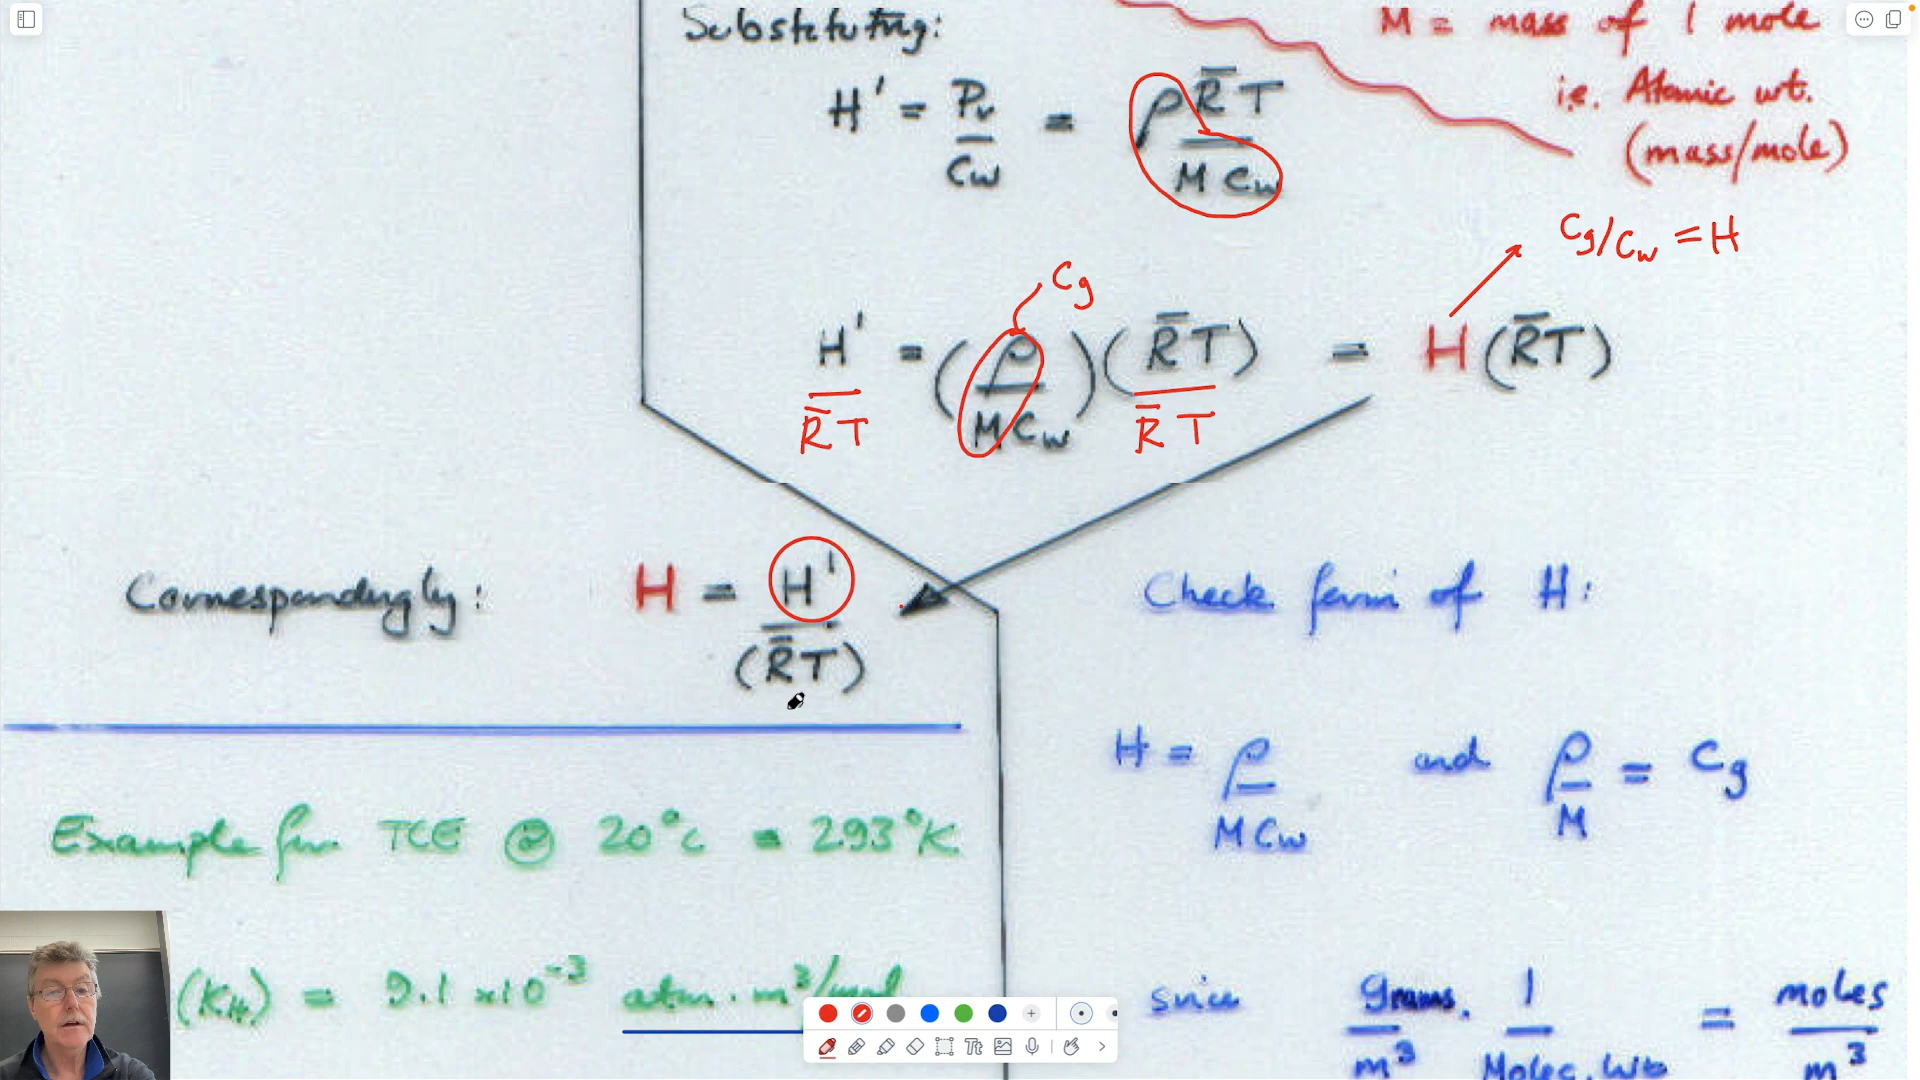 Substituting:
M = mass of 1 mole
i.e. Atomic wt.
(mass/mole)
H' = Pv/Cw = ρR̄T/MCw
Cg/Cw = H
Cg
H' = (ρ/MCw)(R̄T) = H(R̄T)
R̄T R̄T
Correspondingly: H = H'/(R̄T)
Check form of H:
H = ρ/MCw and ρ/M = Cg
Example for TCE @ 20°C = 293°K
(KH) = 9.1 x10⁻³ atm.m³/mol
since grams/m³ . 1/Molec. Wt = moles/m³
Tt